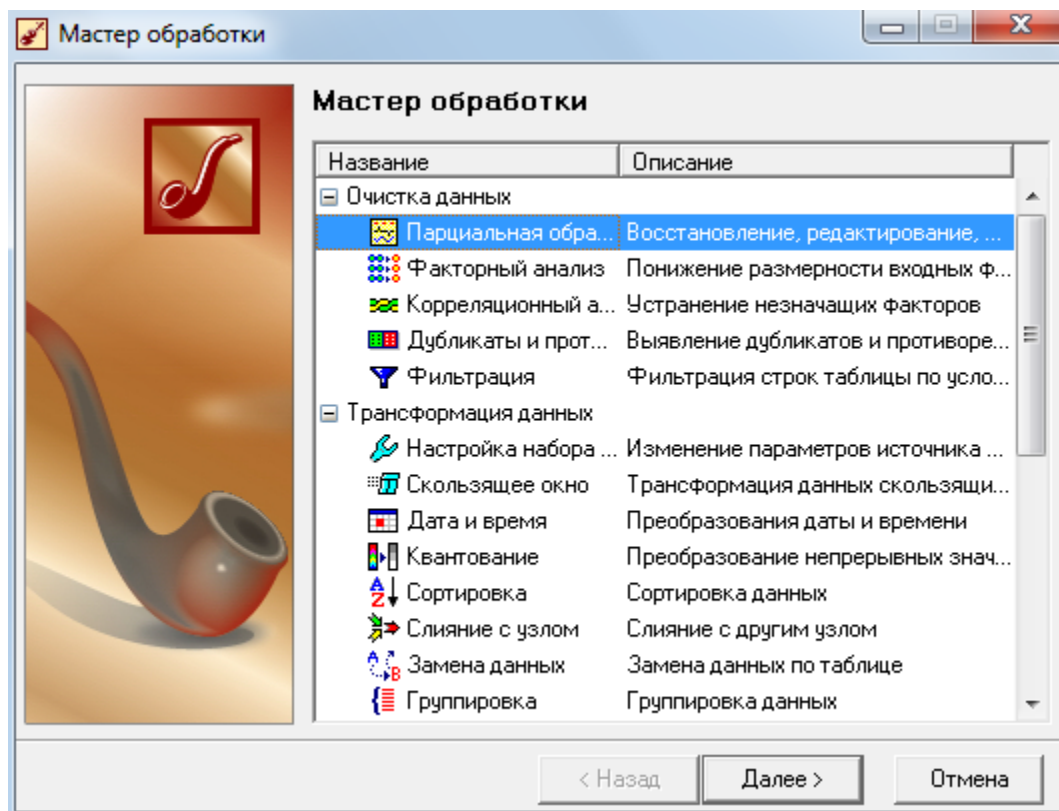 Мастер обработки
Мастер обработки
Название Описание
Очистка данных
Парциальная обра... Восстановление, редактирование, ...
Факторный анализ Понижение размерности входных ф...
Корреляционный а... Устранение незначащих факторов
Дубликаты и прот... Выявление дубликатов и противоре...
Фильтрация Фильтрация строк таблицы по усло...
Трансформация данных
Настройка набора ... Изменение параметров источника ...
Скользящее окно Трансформация данных скользящи...
Дата и время Преобразования даты и времени
Квантование Преобразование непрерывных знач...
Сортировка Сортировка данных
Слияние с узлом Слияние с другим узлом
Замена данных Замена данных по таблице
Группировка Группировка данных
< Назад Далее > Отмена